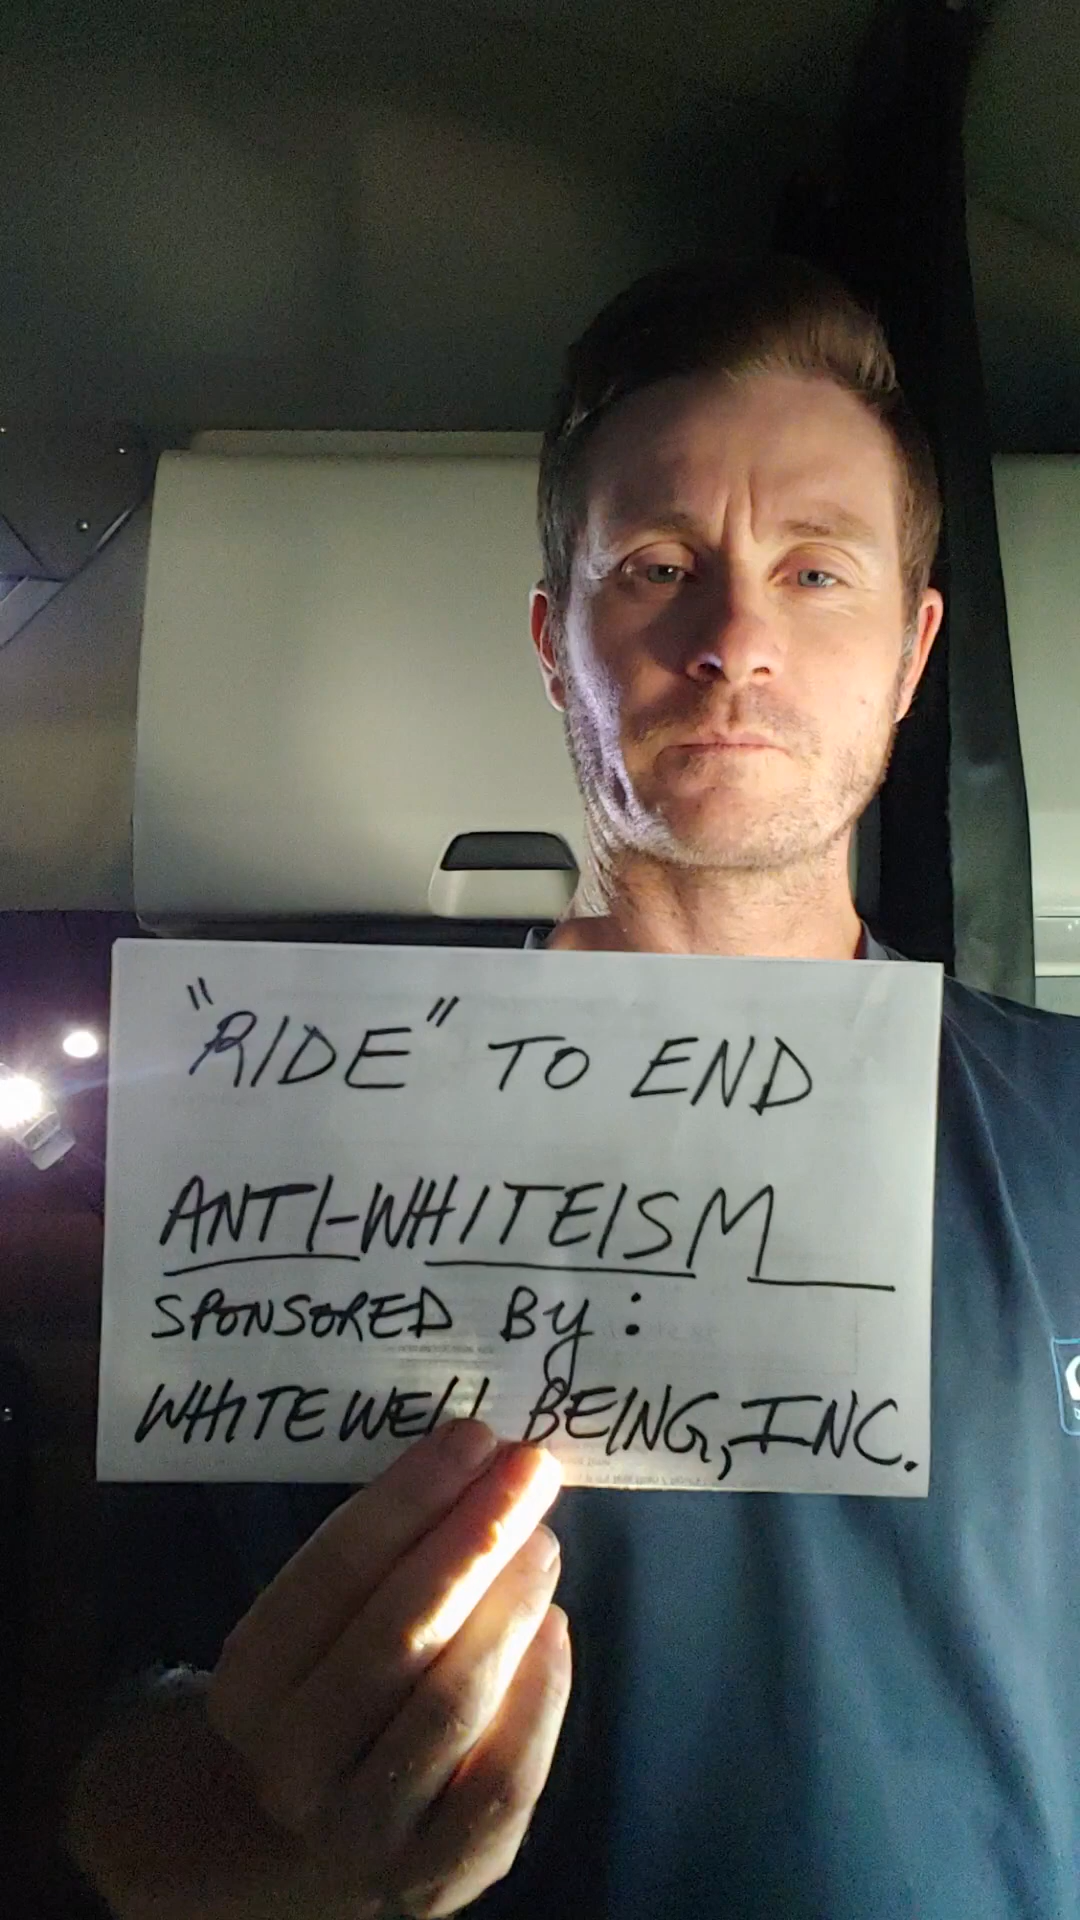 "RIDE" TO END
ANTI-WHITEISM
SPONSORED By:
WHITEWELL BEING, INC.